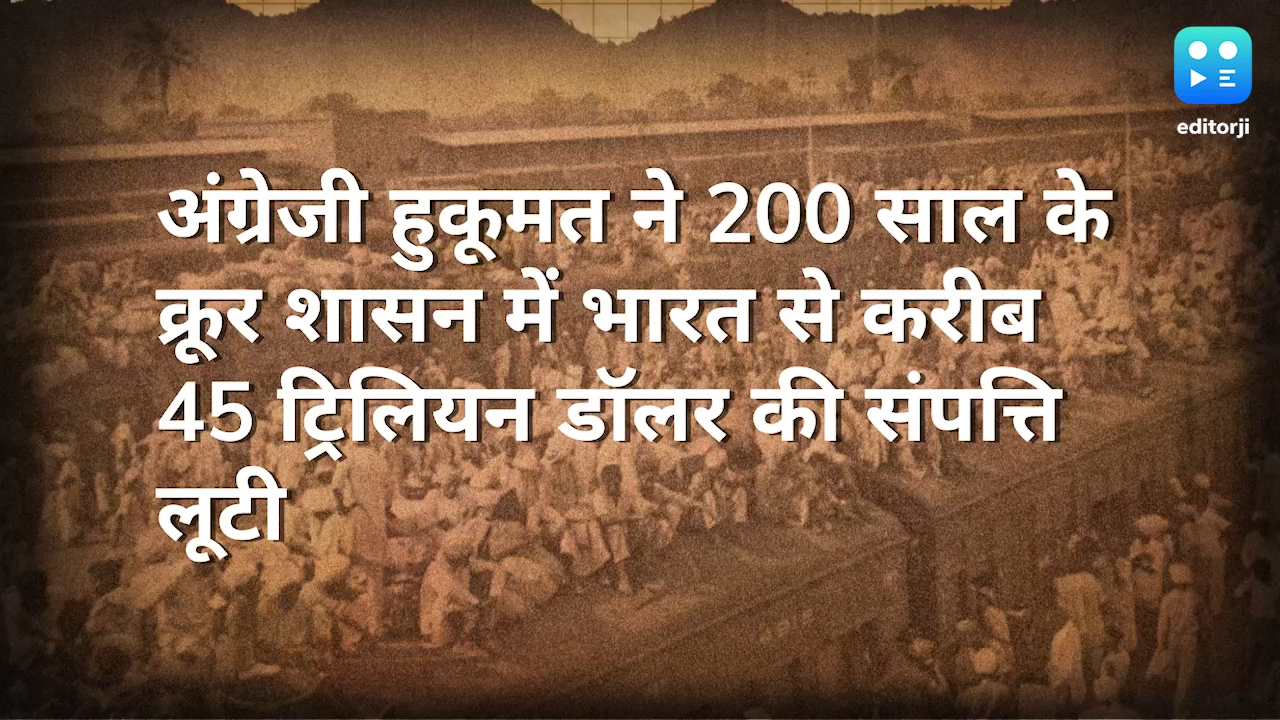 editorji
अंग्रेजी हुकूमत ने 200 साल के
क्रूर शासन में भारत से करीब
45 ट्रिलियन डॉलर की संपत्ति
लूटी